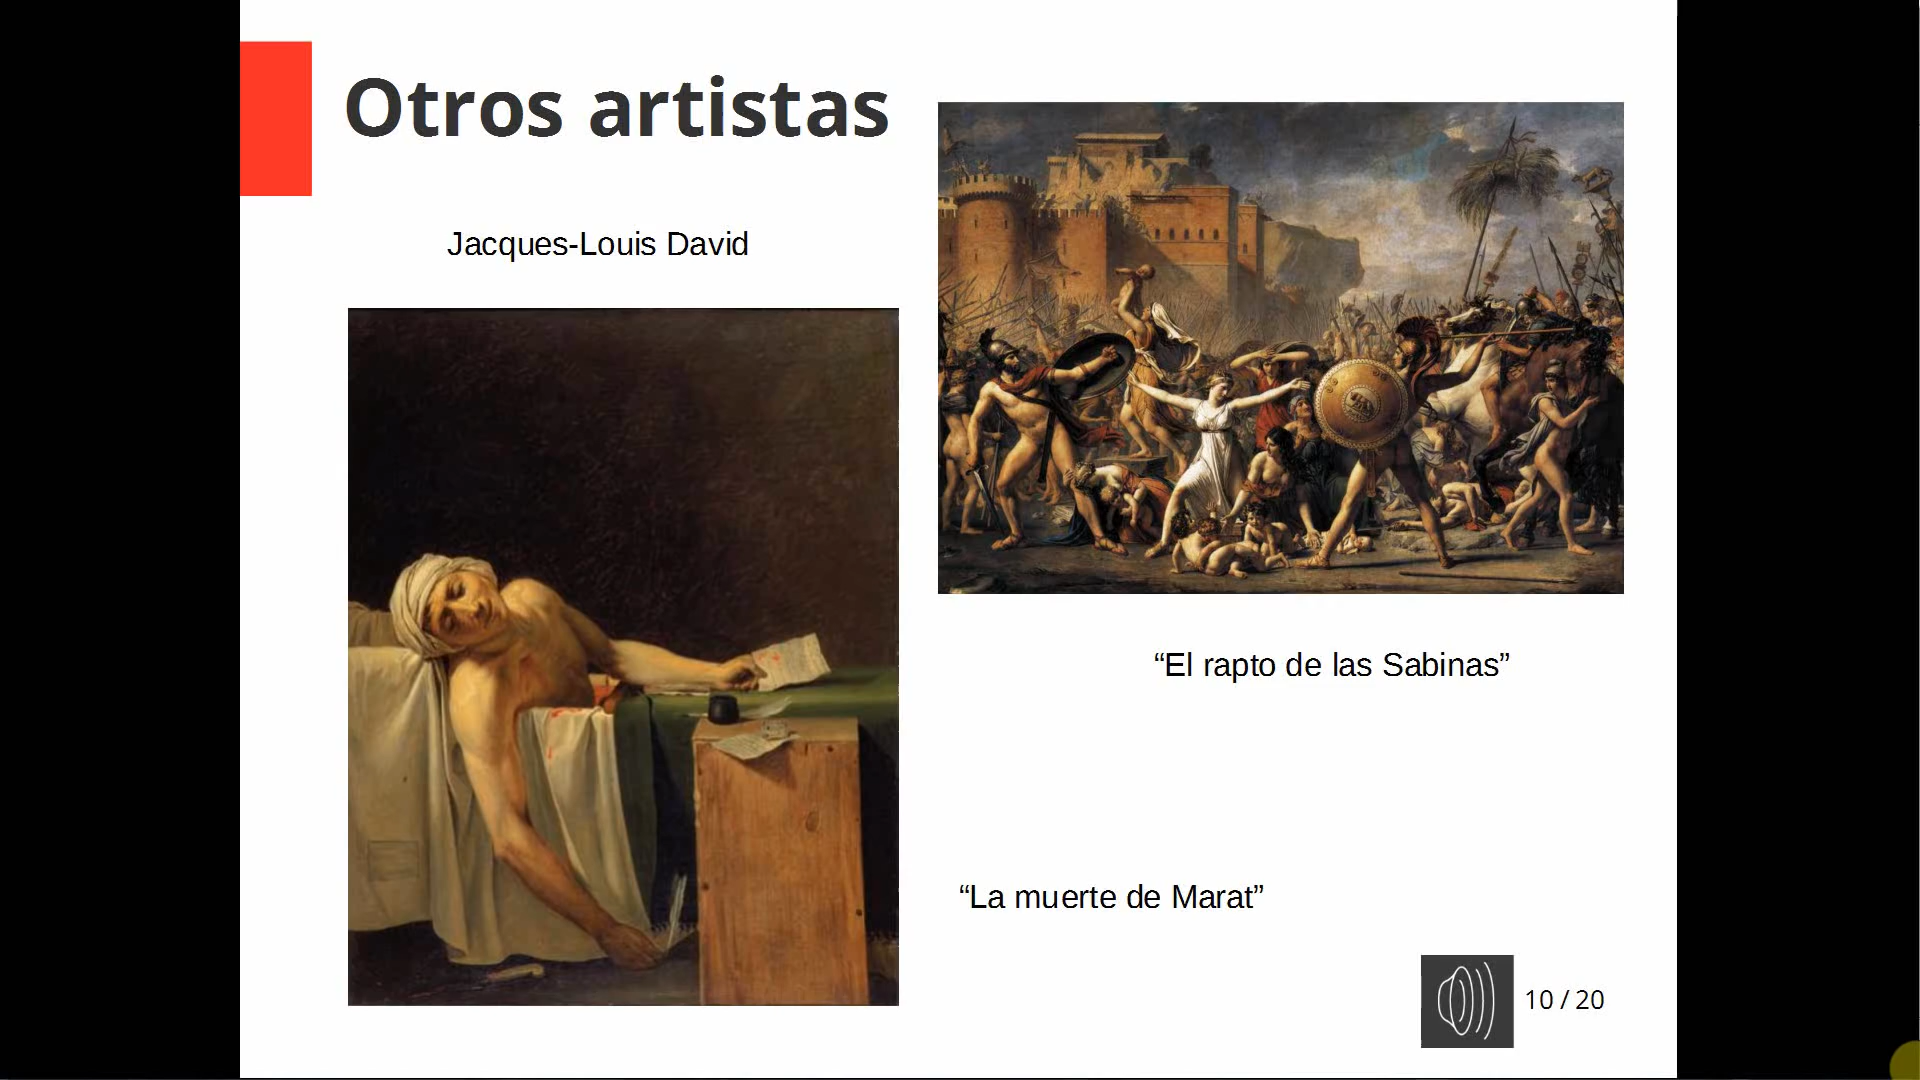 Otros artistas
Jacques-Louis David
“El rapto de las Sabinas”
“La muerte de Marat”
10 / 20